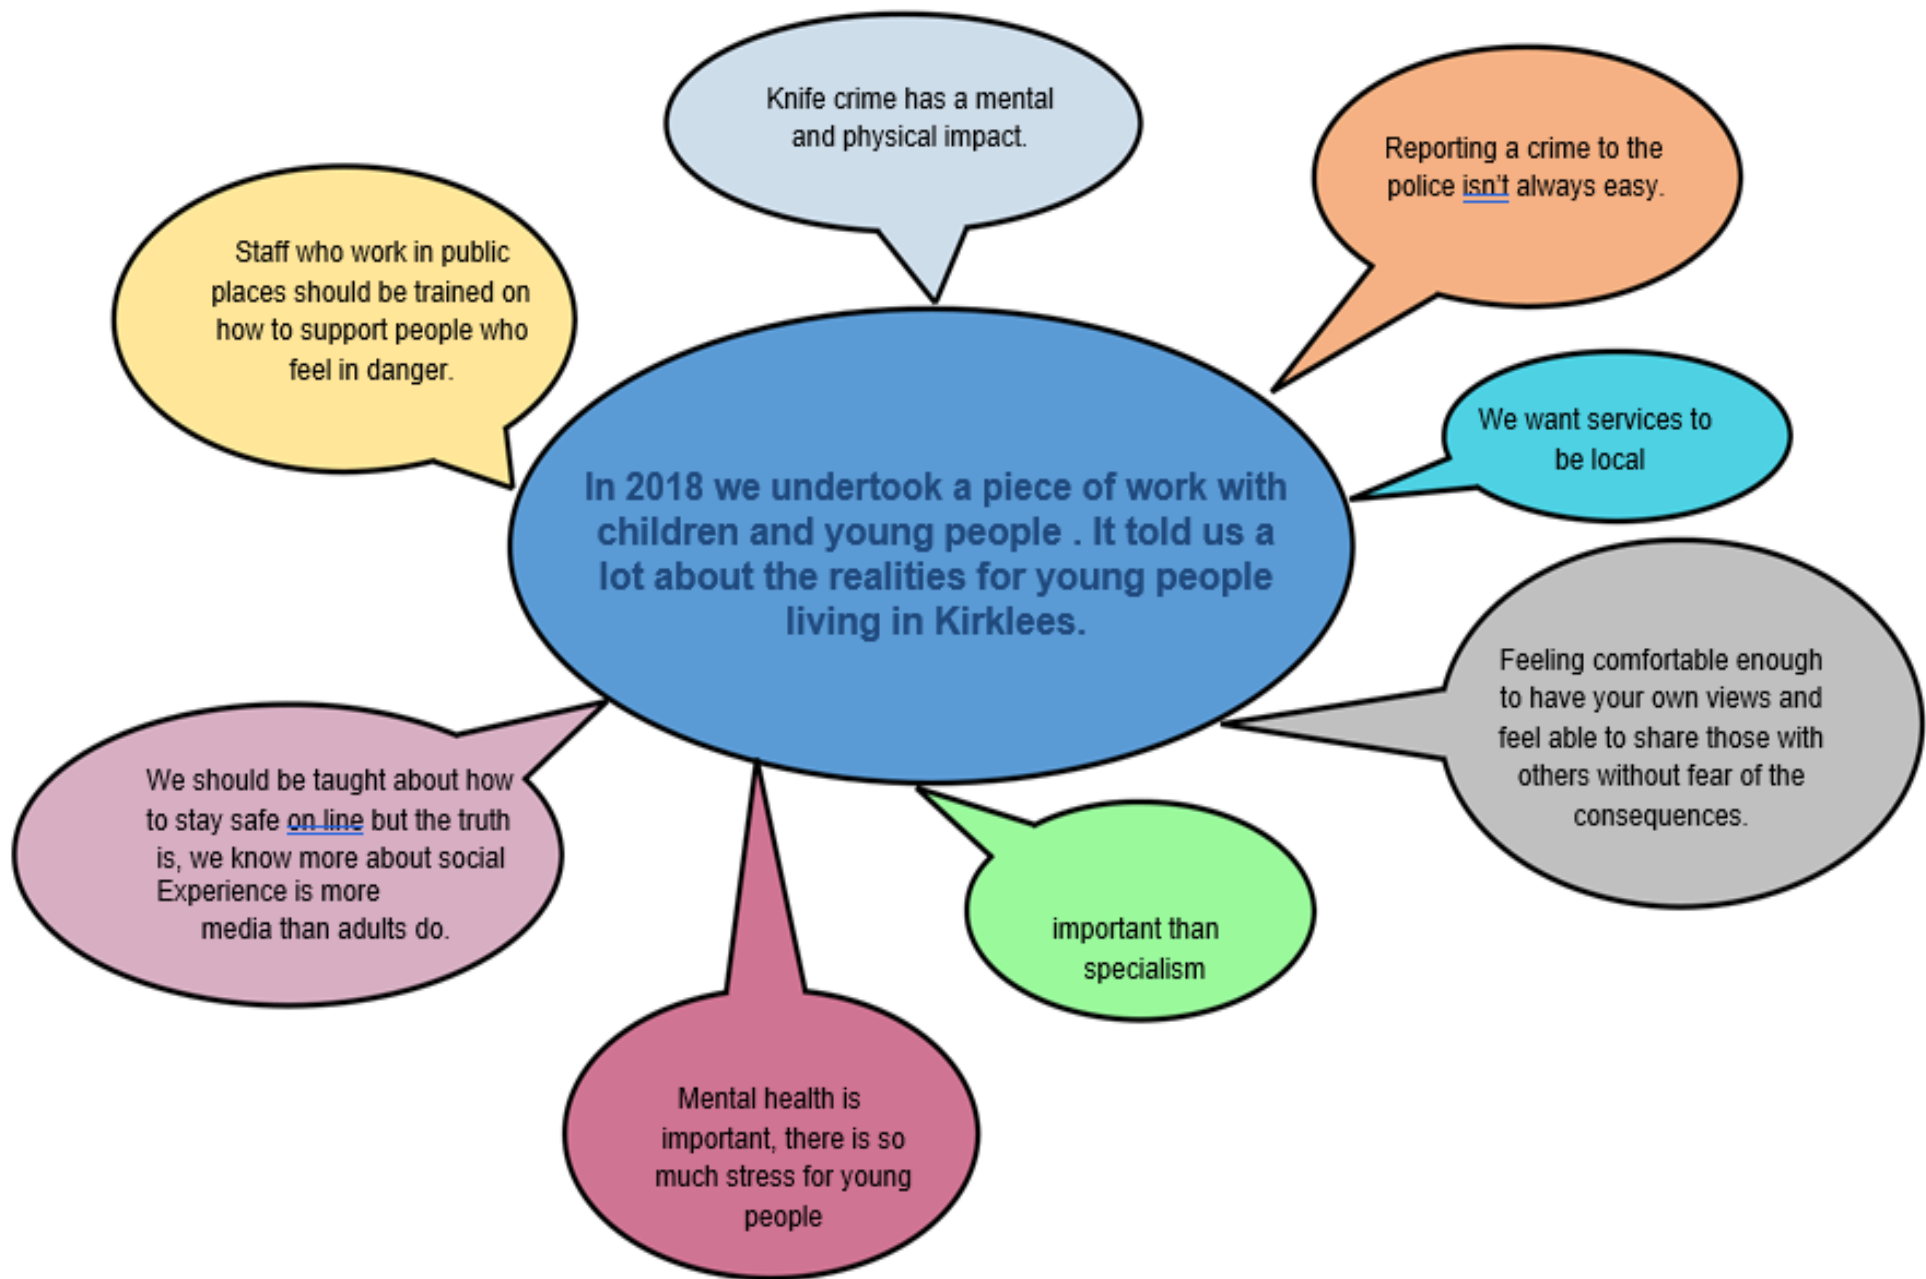 Knife crime has a mental
and physical impact.
Reporting a crime to the
police isn't always easy.
Staff who work in public
places should be trained on
how to support people who
feel in danger.
We want services to
be local
In 2018 we undertook a piece of work with
children and young people . It told us a
lot about the realities for young people
living in Kirklees.
Feeling comfortable enough
to have your own views and
feel able to share those with
others without fear of the
consequences.
We should be taught about how
to stay safe on line but the truth
is, we know more about social
Experience is more
media than adults do.
important than
specialism
Mental health is
important, there is so
much stress for young
people